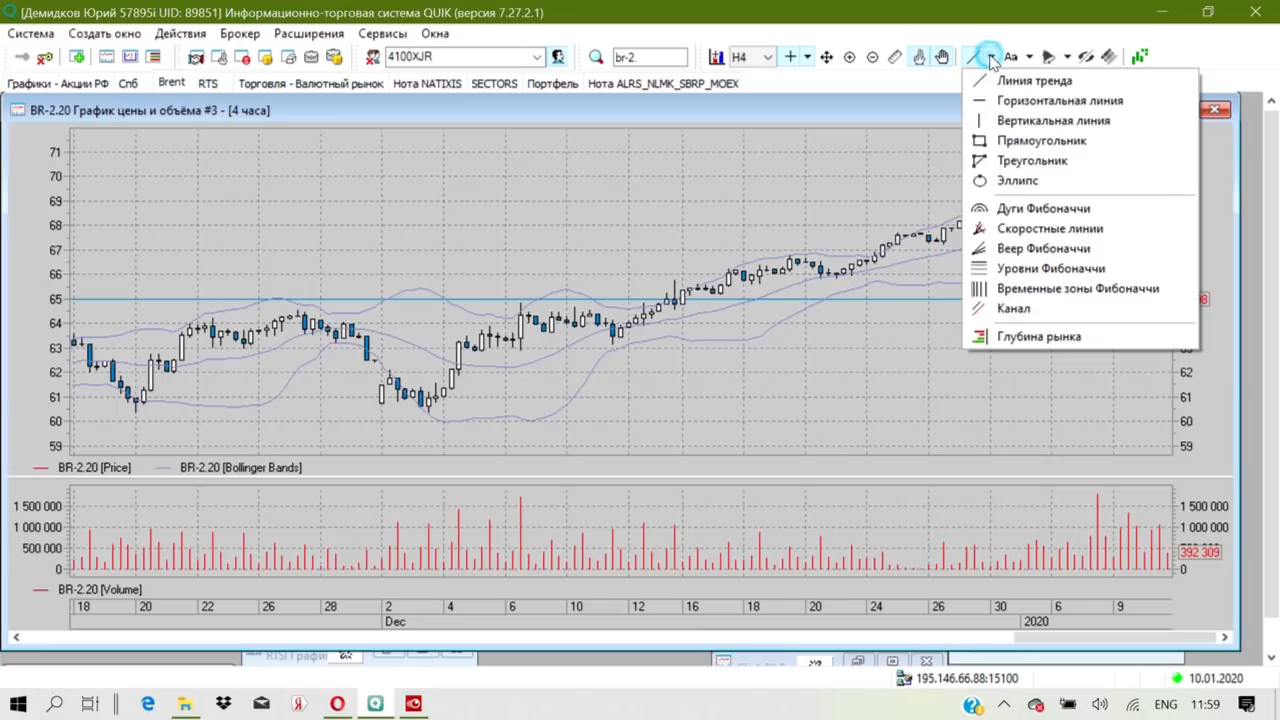 [Демидков Юрий 57895i UID: 89851] Информационно-торговая система QUIK (версия 7.27.2.1)
Система Создать окно Действия Брокер Расширения Сервисы Окна
4100XJR br-2. H4 Aa
Графики - Акции РФ Спб Brent RTS Торговля - Валютный рынок Нота NATIXIS SECTORS Портфель Нота ALRS_NLMK_SBRP_MOEX
BR-2.20 График цены и объёма #3 - [4 часа]
Линия тренда
Горизонтальная линия
Вертикальная линия
Прямоугольник
Треугольник
Эллипс
Дуги Фибоначчи
Скоростные линии
Веер Фибоначчи
Уровни Фибоначчи
Временные зоны Фибоначчи
Канал
Глубина рынка
71
70
69
68
67
66
65
64
63
62 62
61 61
60 60
59 59
BR-2.20 [Price] BR-2.20 [Bollinger Bands]
1 500 000 1 500 000
1 000 000 1 000 000
500 000
392 309
0 0
BR-2.20 [Volume]
18 20 22 26 28 2 4 6 10 12 16 18 20 24 26 30 6 9
Dec 2020
RTSI Графи
195.146.66.88:15100 10.01.2020
ENG 11:59